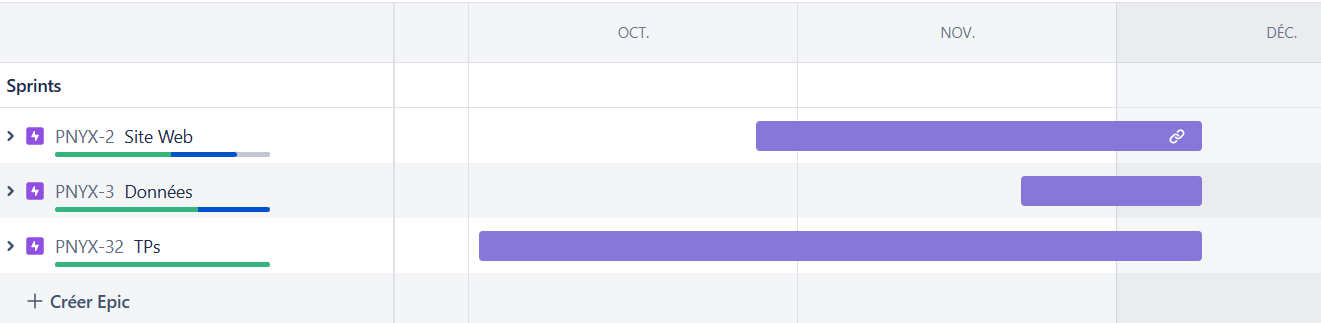 OCT. NOV. DÉC.
Sprints
PNYX-2 Site Web
PNYX-3 Données
PNYX-32 TPs
+ Créer Epic